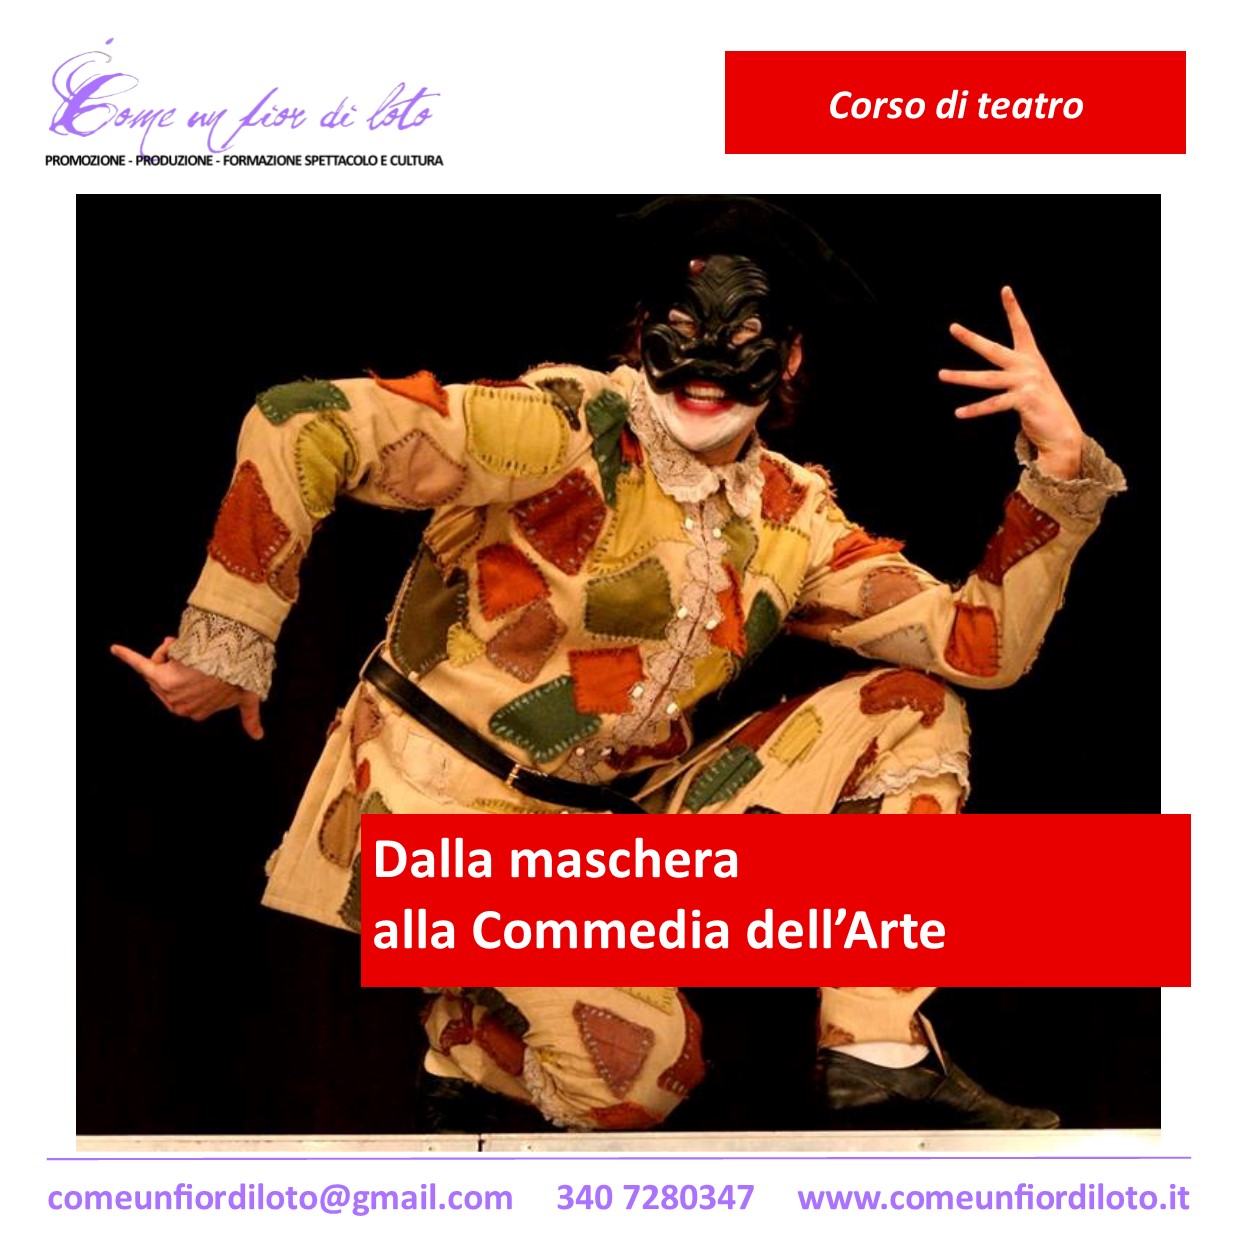 Come un fior di loto
PROMOZIONE - PRODUZIONE - FORMAZIONE SPETTACOLO E CULTURA
Corso di teatro
Dalla maschera
alla Commedia dell’Arte
comeunfiordiloto@gmail.com 340 7280347 www.comeunfiordiloto.it